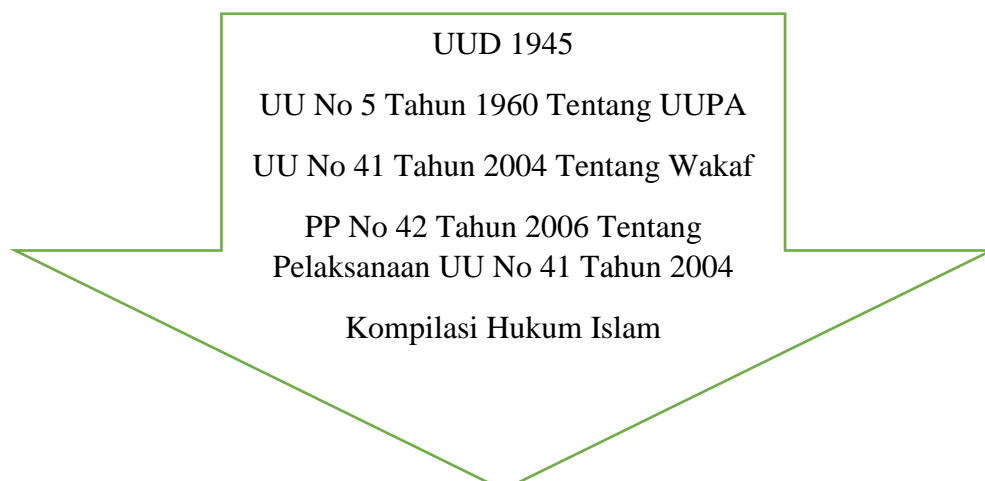 UUD 1945
UU No 5 Tahun 1960 Tentang UUPA
UU No 41 Tahun 2004 Tentang Wakaf
PP No 42 Tahun 2006 Tentang
Pelaksanaan UU No 41 Tahun 2004
Kompilasi Hukum Islam